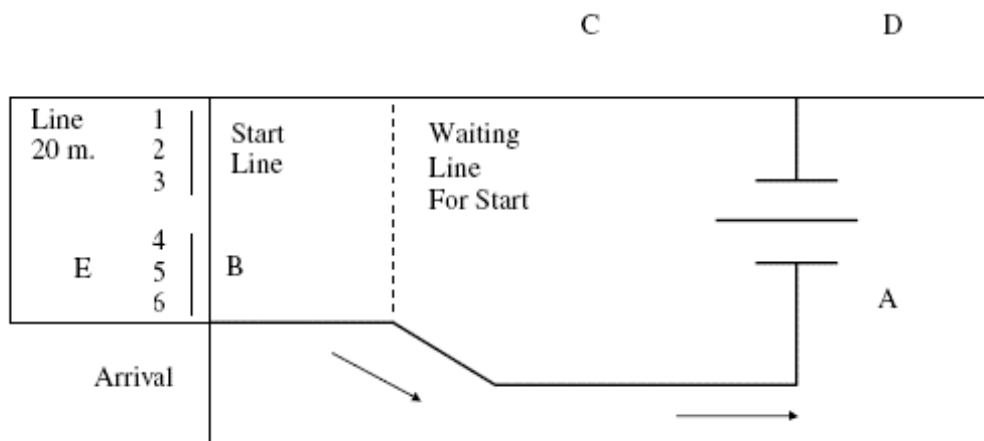 C
D
Line
20 m.
1
2
3
Start
Line
Waiting
Line
For Start
4
5
6
E
B
A
Arrival